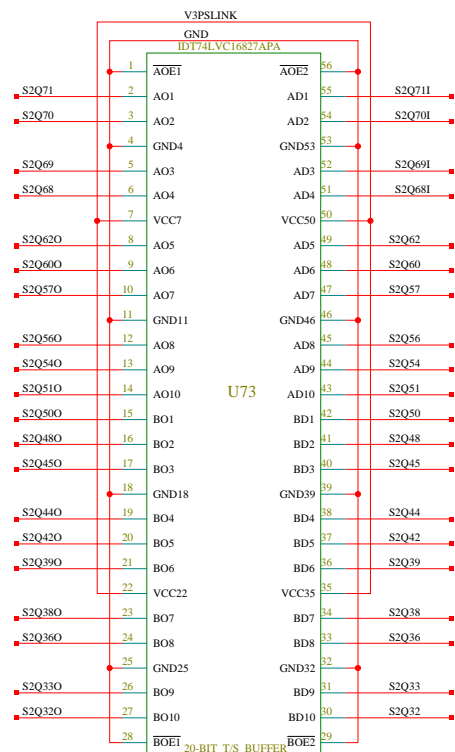 V3PSLINK
GND
IDT74LVC16827APA
1 AOE1 AOE2 56
S2Q71 2 AO1 AD1 55 S2Q71I
S2Q70 3 AO2 AD2 54 S2Q70I
4 GND4 GND53 53
S2Q69 5 AO3 AD3 52 S2Q69I
S2Q68 6 AO4 AD4 51 S2Q68I
7 VCC7 VCC50 50
S2Q62O 8 AO5 AD5 49 S2Q62
S2Q60O 9 AO6 AD6 48 S2Q60
S2Q57O 10 AO7 AD7 47 S2Q57
11 GND11 GND46 46
S2Q56O 12 AO8 AD8 45 S2Q56
S2Q54O 13 AO9 AD9 44 S2Q54
S2Q51O 14 AO10 AD10 43 S2Q51
U73
S2Q50O 15 BO1 BD1 42 S2Q50
S2Q48O 16 BO2 BD2 41 S2Q48
S2Q45O 17 BO3 BD3 40 S2Q45
18 GND18 GND39 39
S2Q44O 19 BO4 BD4 38 S2Q44
S2Q42O 20 BO5 BD5 37 S2Q42
S2Q39O 21 BO6 BD6 36 S2Q39
22 VCC22 VCC35 35
S2Q38O 23 BO7 BD7 34 S2Q38
S2Q36O 24 BO8 BD8 33 S2Q36
25 GND25 GND32 32
S2Q33O 26 BO9 BD9 31 S2Q33
S2Q32O 27 BO10 BD10 30 S2Q32
28 BOE1 BOE2 29
20-BIT T/S BUFFER